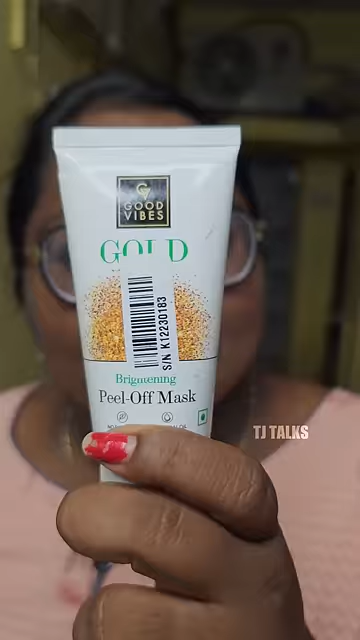 GOOD
VIBES
GOLD
S/N K12230183
Brightening
Peel-Off Mask
TJ TALKS